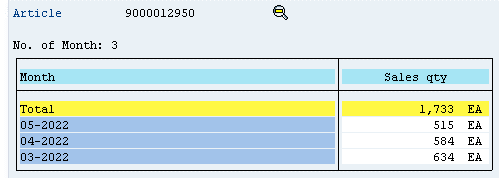 Article 9000012950
No. of Month: 3
Month Sales qty
Total 1,733 EA
05-2022 515 EA
04-2022 584 EA
03-2022 634 EA